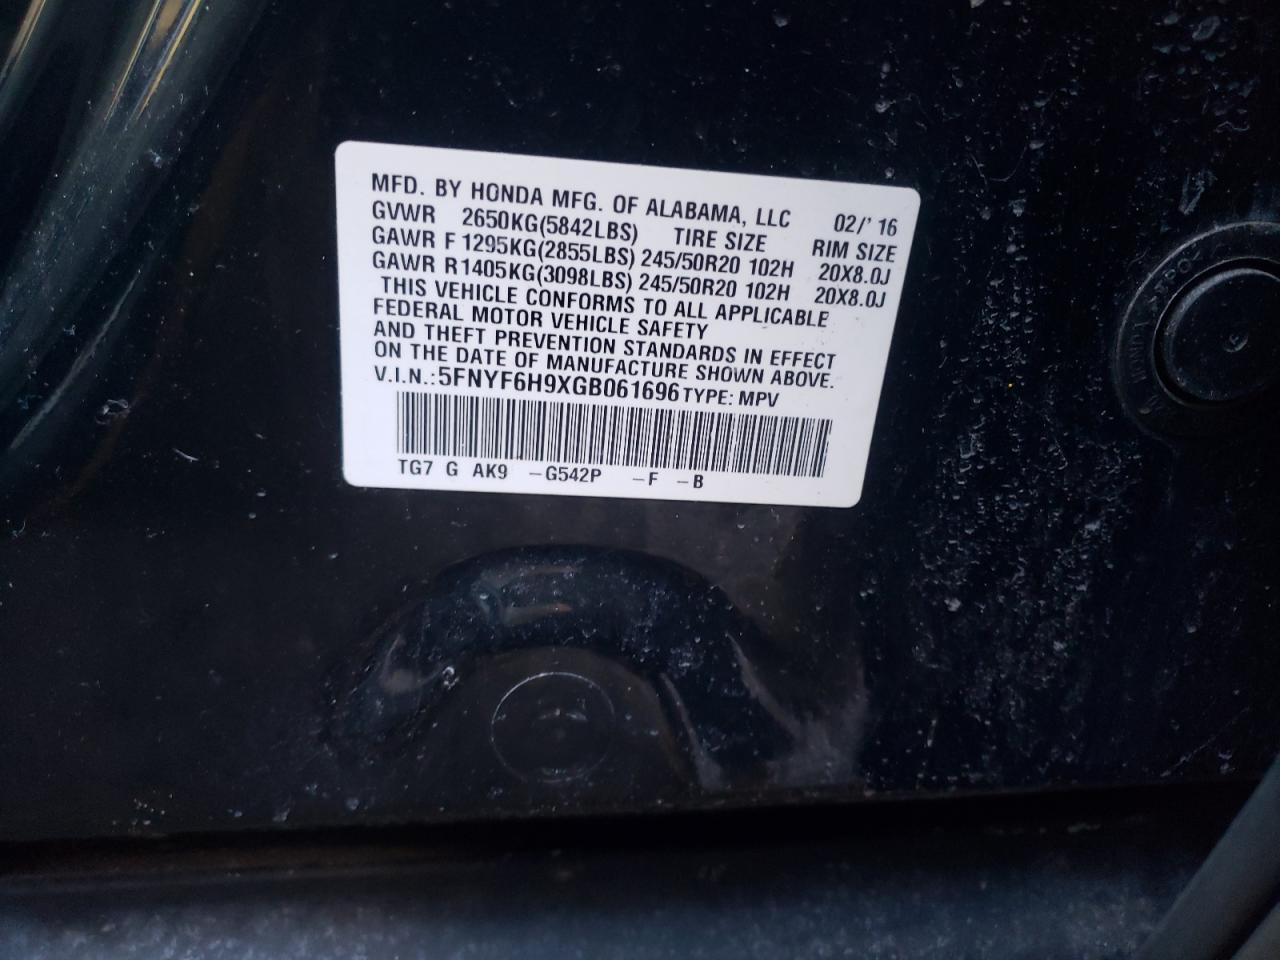 MFD. BY HONDA MFG. OF ALABAMA, LLC 02/'16
GVWR 2650KG(5842LBS) TIRE SIZE RIM SIZE
GAWR F 1295KG(2855LBS) 245/50R20 102H 20X8.0J
GAWR R 1405KG(3098LBS) 245/50R20 102H 20X8.0J
THIS VEHICLE CONFORMS TO ALL APPLICABLE
FEDERAL MOTOR VEHICLE SAFETY
AND THEFT PREVENTION STANDARDS IN EFFECT
ON THE DATE OF MANUFACTURE SHOWN ABOVE.
V.I.N.: 5FNYF6H9XGB061696 TYPE: MPV
TG7 G AK9 -G542P -F -B